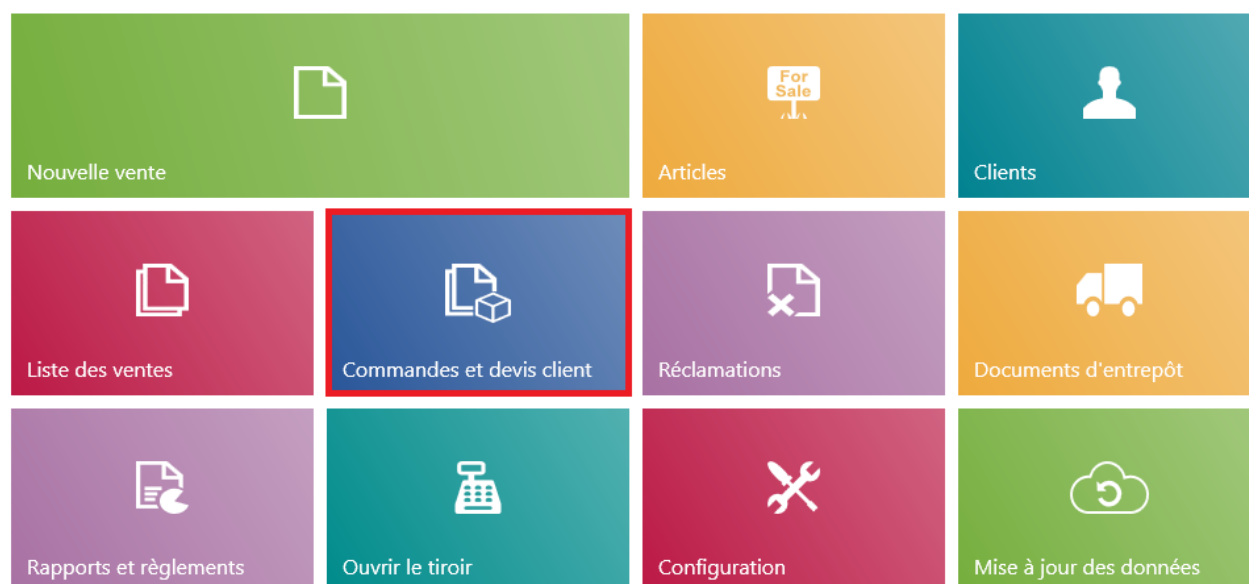 Nouvelle vente
For
Sale
Articles
Clients
Liste des ventes
Commandes et devis client
Réclamations
Documents d'entrepôt
Rapports et règlements
Ouvrir le tiroir
Configuration
Mise à jour des données